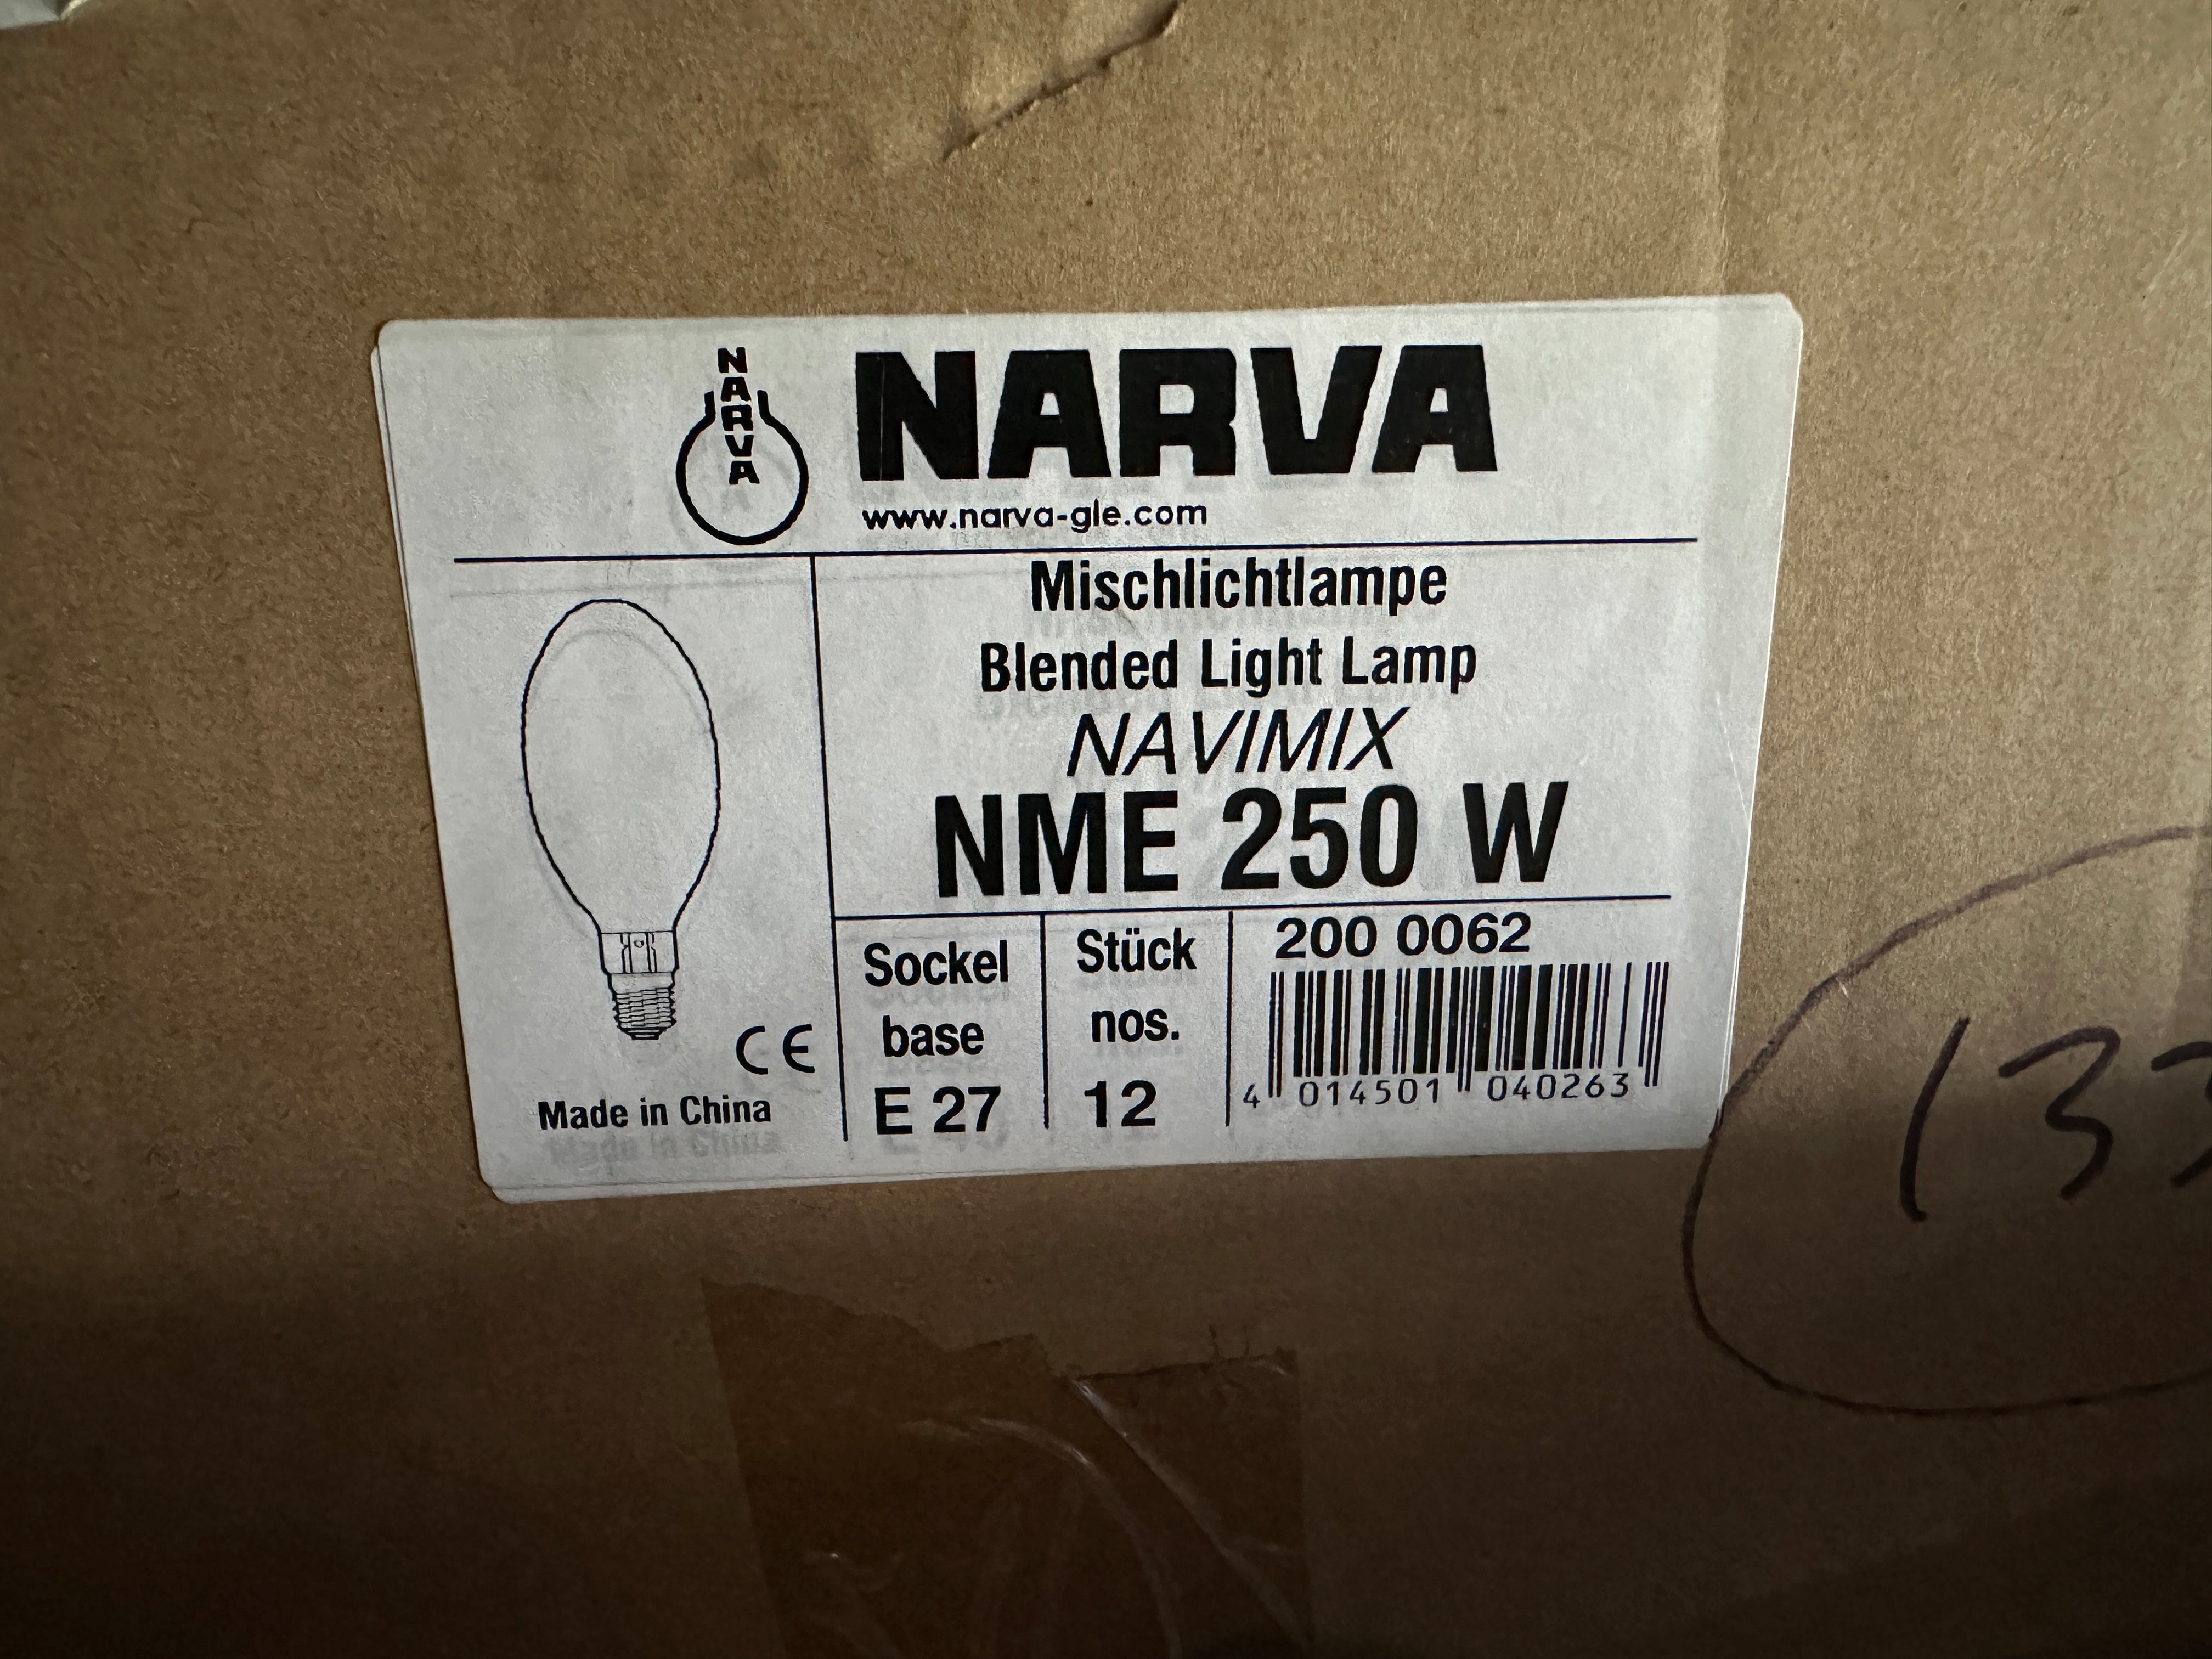 NARVA
NARVA
www.narva-gle.com
Mischlichtlampe
Blended Light Lamp
NAVIMIX
NME 250 W
CE
Made in China
Sockel
base
E 27
Stück
nos.
12
200 0062
4 014501 040263